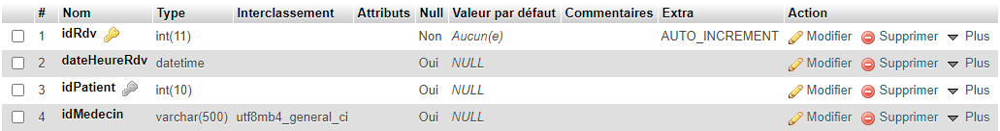 # Nom Type Interclassement Attributs Null Valeur par défaut Commentaires Extra Action
1 idRdv int(11) Non Aucun(e) AUTO_INCREMENT Modifier Supprimer Plus
2 dateHeureRdv datetime Oui NULL Modifier Supprimer Plus
3 idPatient int(10) Oui NULL Modifier Supprimer Plus
4 idMedecin varchar(500) utf8mb4_general_ci Oui NULL Modifier Supprimer Plus